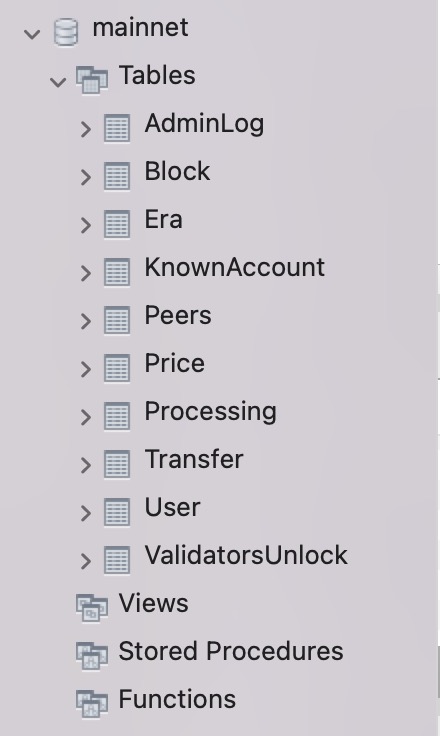 mainnet
Tables
AdminLog
Block
Era
KnownAccount
Peers
Price
Processing
Transfer
User
ValidatorsUnlock
Views
Stored Procedures
Functions